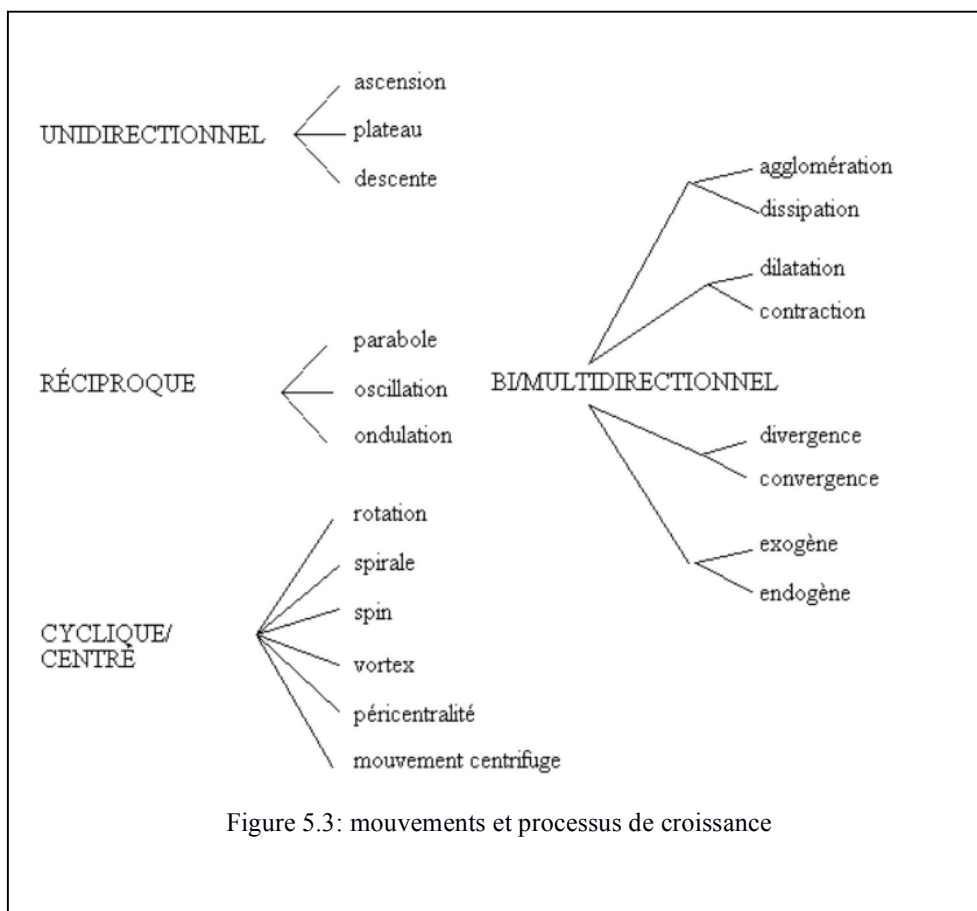 UNIDIRECTIONNEL
ascension
plateau
descente
RÉCIPROQUE
parabole
oscillation
ondulation
CYCLIQUE/
CENTRÉ
rotation
spirale
spin
vortex
péricentralité
mouvement centrifuge
BI/MULTIDIRECTIONNEL
agglomération
dissipation
dilatation
contraction
divergence
convergence
exogène
endogène
Figure 5.3: mouvements et processus de croissance